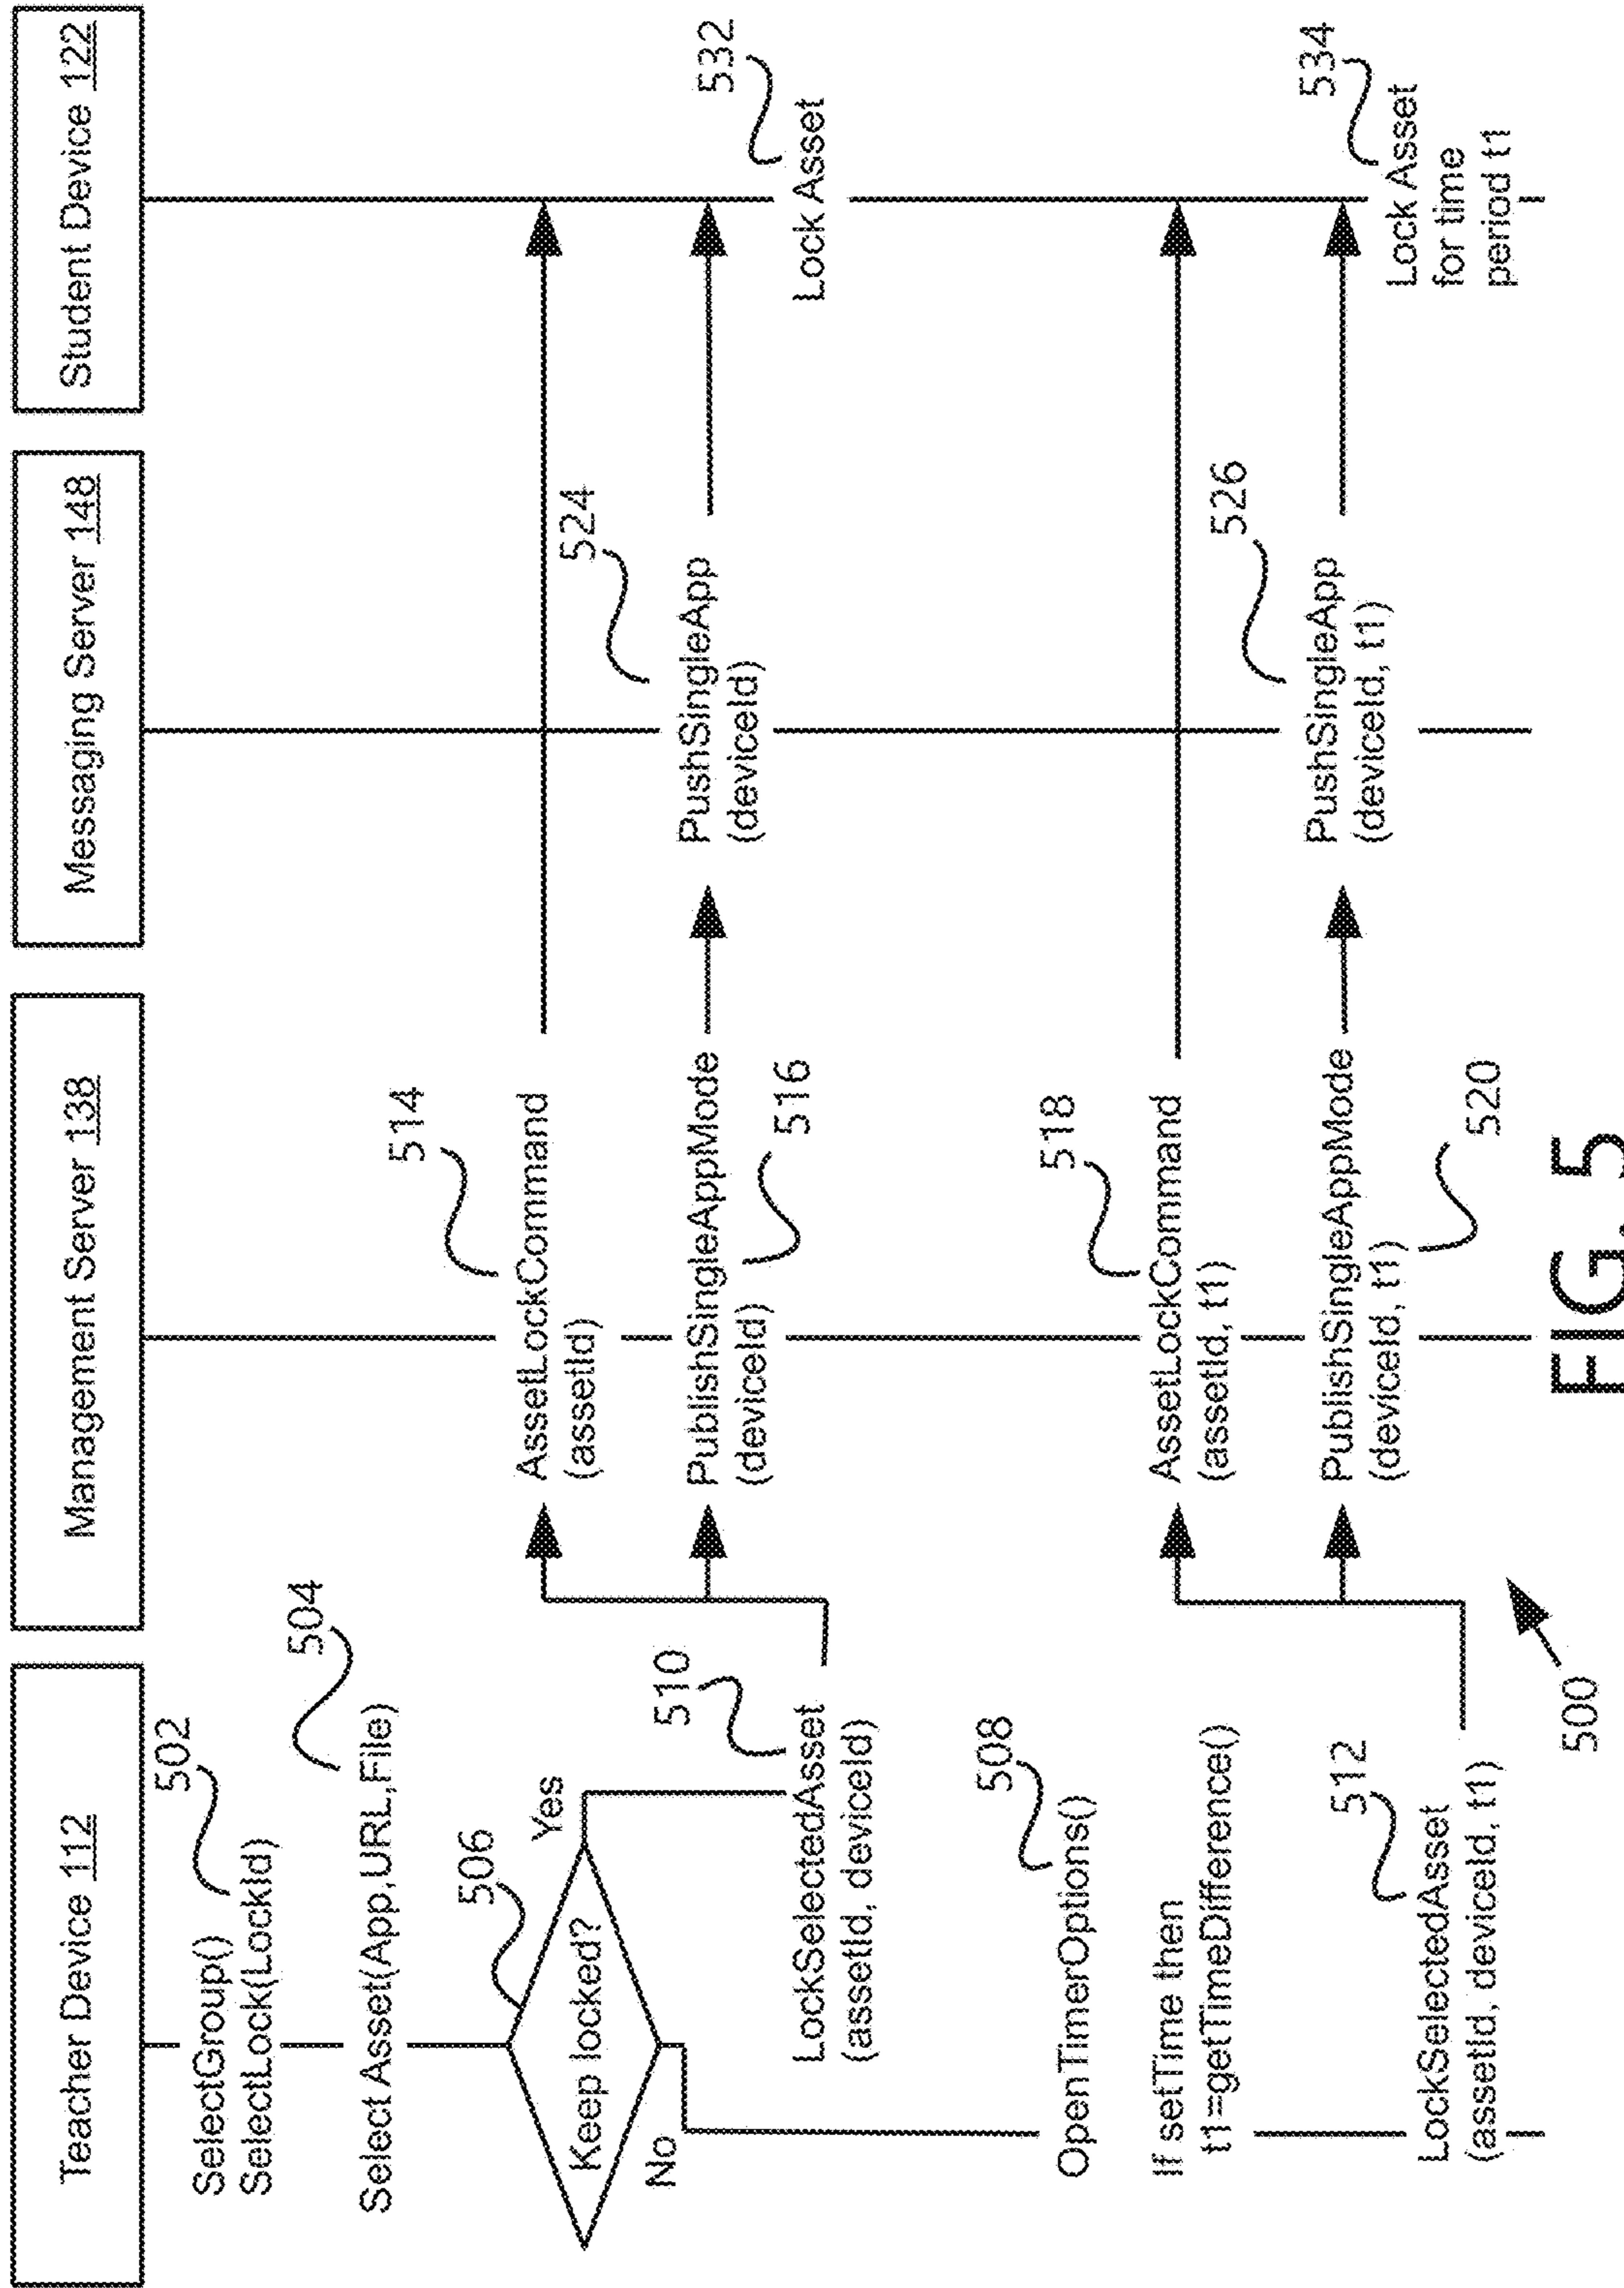 Teacher Device 112
Management Server 138
Messaging Server 148
Student Device 122
502
SelectGroup()
SelectLock(LockId)
504
Select Asset(App,URL,File)
506
Keep locked?
Yes
No
510
LockSelectedAsset
(assetId, deviceId)
514
AssetLockCommand
(assetId)
PublishSingleAppMode
(deviceId)
516
524
PushSingleApp
(deviceId)
532
Lock Asset
508
OpenTimerOptions()
If setTime then
t1=getTimeDifference()
512
LockSelectedAsset
(assetId, deviceId, t1)
518
AssetLockCommand
(assetId, t1)
PublishSingleAppMode
(deviceId, t1)
520
526
PushSingleApp
(deviceId, t1)
534
Lock Asset
for time
period t1
500
FIG. 5